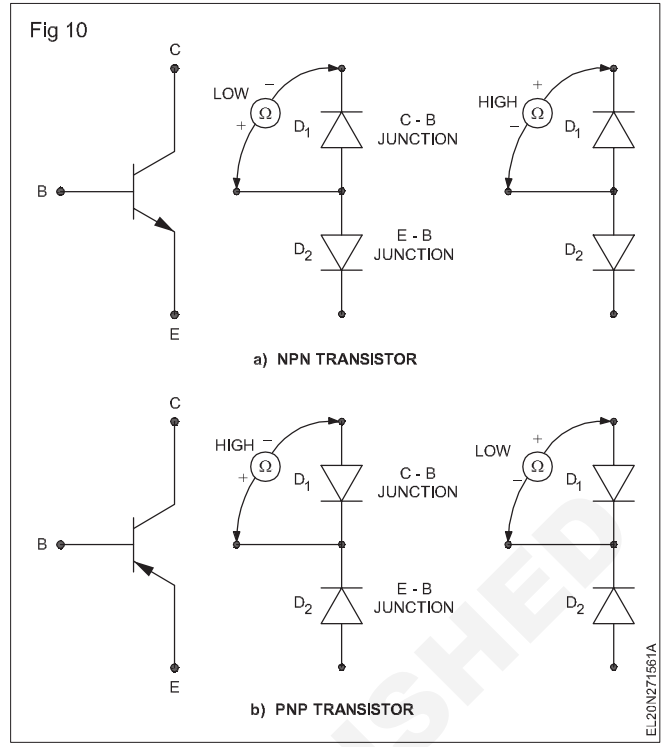 Fig 10
C
B
E
LOW
–
+
Ω
D1
C - B
JUNCTION
D2
E - B
JUNCTION
HIGH
+
–
Ω
D1
D2
a) NPN TRANSISTOR
C
B
E
HIGH
–
+
Ω
D1
C - B
JUNCTION
D2
E - B
JUNCTION
LOW
+
–
Ω
D1
D2
b) PNP TRANSISTOR
EL20N271561A